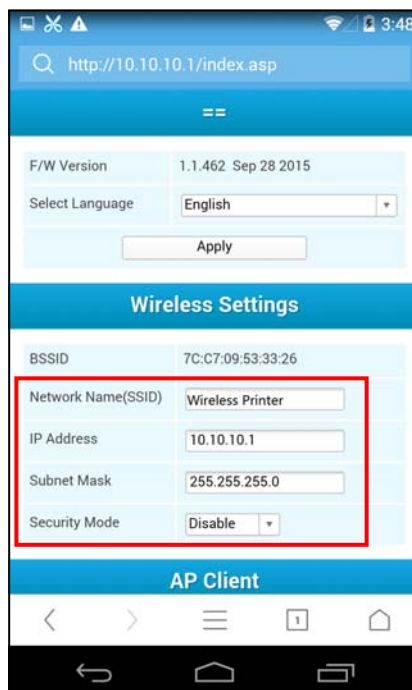 3:48
http://10.10.10.1/index.asp
==
F/W Version 1.1.462 Sep 28 2015
Select Language English
Apply
Wireless Settings
BSSID 7C:C7:09:53:33:26
Network Name(SSID) Wireless Printer
IP Address 10.10.10.1
Subnet Mask 255.255.255.0
Security Mode Disable
AP Client
1